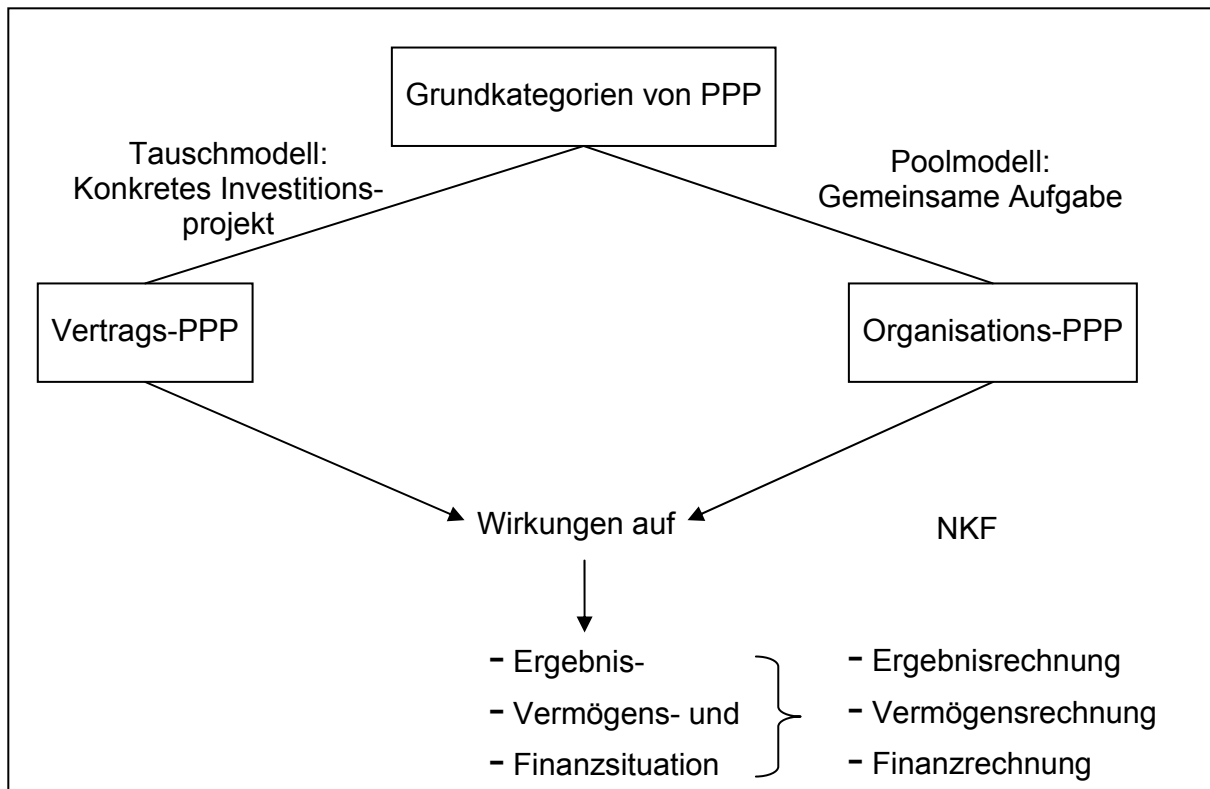 Grundkategorien von PPP
Tauschmodell:
Konkretes Investitions-
projekt
Poolmodell:
Gemeinsame Aufgabe
Vertrags-PPP
Organisations-PPP
Wirkungen auf
NKF
- Ergebnis-
- Vermögens- und
- Finanzsituation
- Ergebnisrechnung
- Vermögensrechnung
- Finanzrechnung